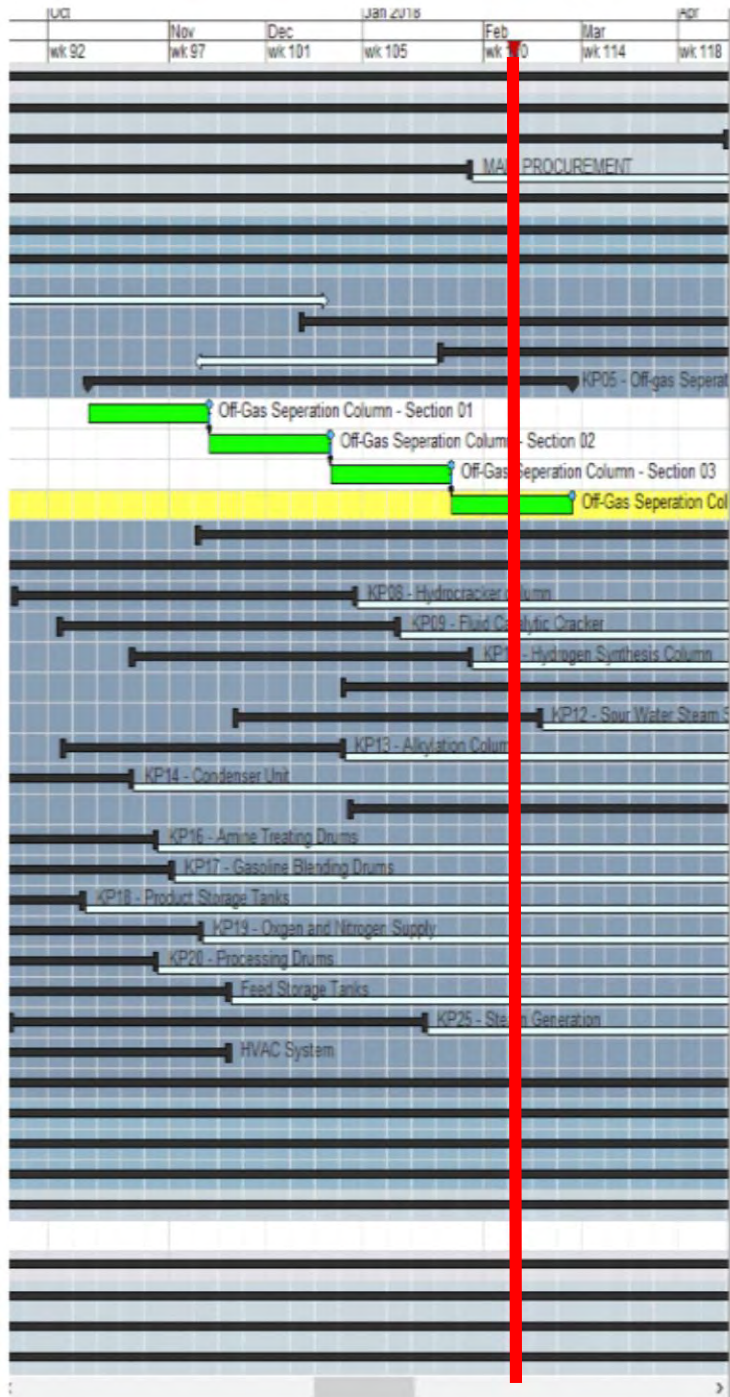 Oct Jan 2018 Apr
Nov Dec Feb Mar
wk 92 wk 97 wk 101 wk 105 wk 114 wk 118
PROCUREMENT
KP05 - Off-gas Seperat
Off-Gas Seperation Column - Section 01
Off-Gas Seperation Column - Section 02
Off-Gas Seperation Column - Section 03
Off-Gas Seperation Col
KP08 - Hydrocracker
KP09 - Fluid Catalytic Cracker
- Hydrogen Synthesis Column
KP12 - Sour Water Steam S
KP13 - Alkylation Column
KP14 - Condenser Unit
KP16 - Amine Treating Drums
KP17 - Gasoline Blending Drums
KP18 - Product Storage Tanks
KP19 - Oxgen and Nitrogen Supply
KP20 - Processing Drums
Feed Storage Tanks
KP25 - Steam Generation
HVAC System